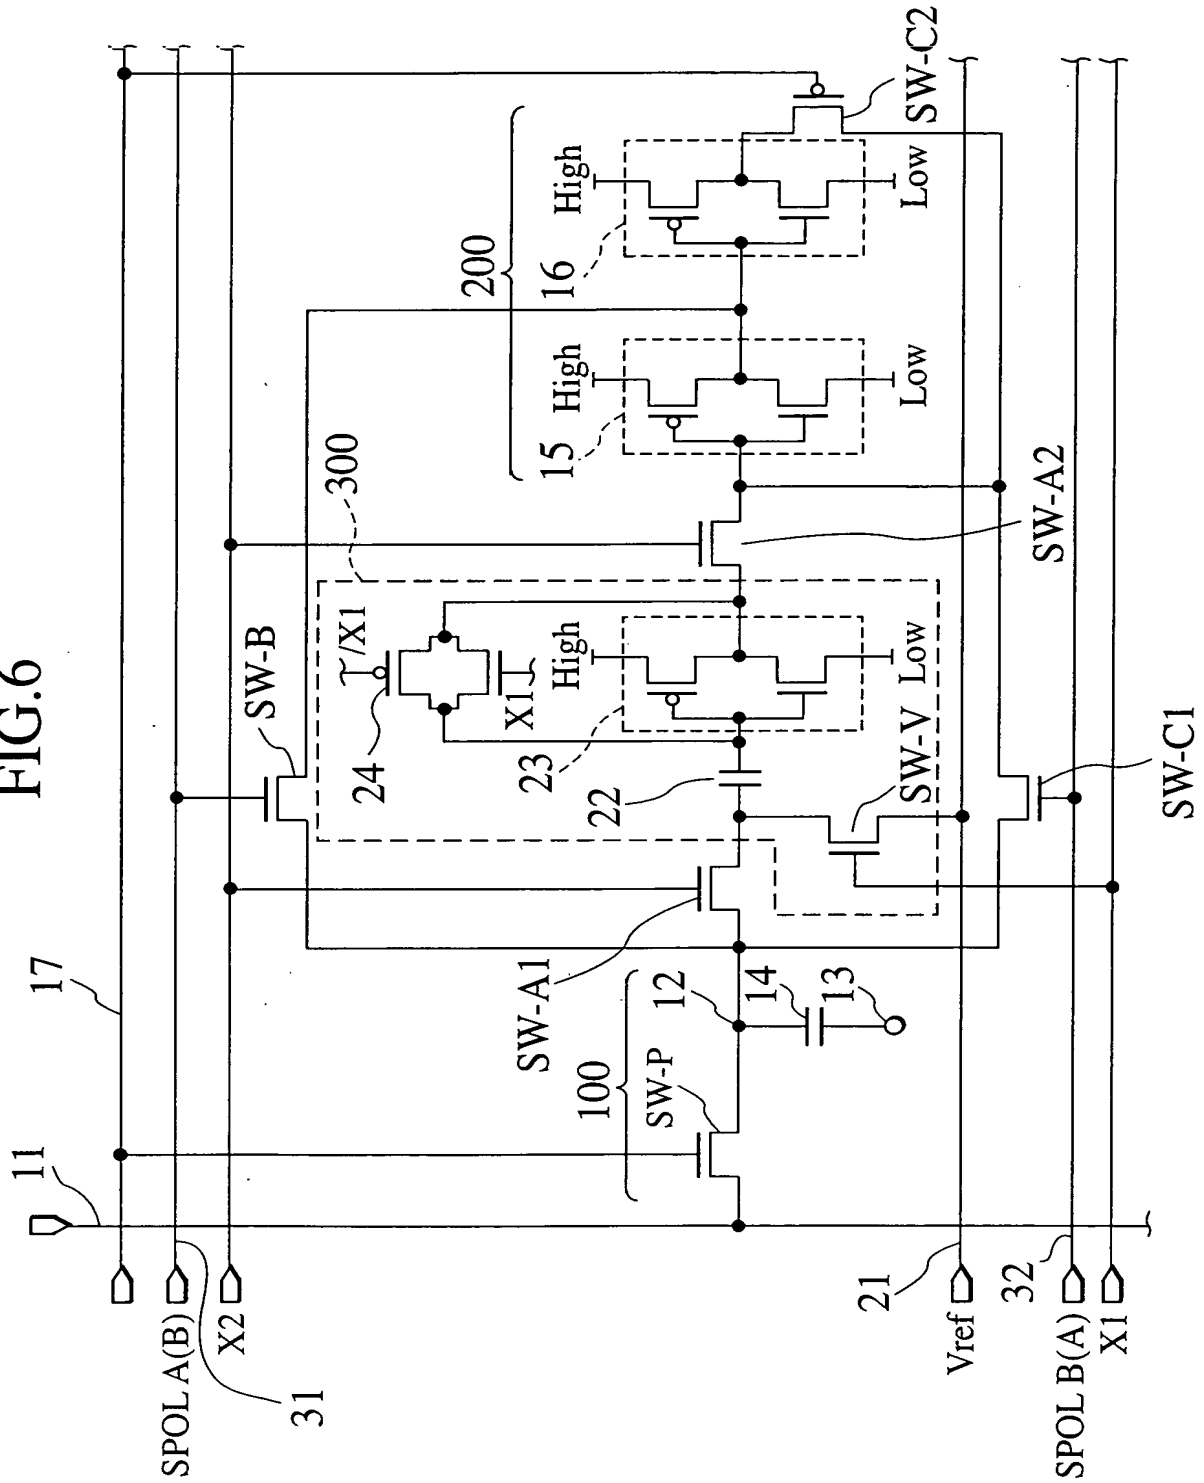 FIG.6
11
17
SPOL A(B)
31
X2
SW-B
300
200
/X1
24
X1
High
23
22
Low
SW-V
SW-A1
100
SW-P
12
14
13
SW-A2
High
15
Low
High
16
Low
SW-C2
21
Vref
32
SPOL B(A)
X1
SW-C1